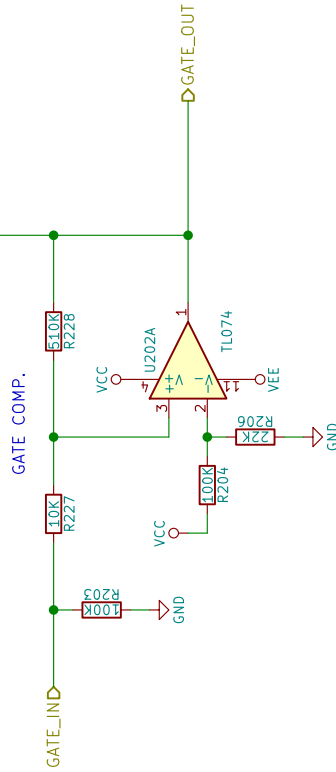 GATE_OUT
510K
R228
U202A
TL074
1
VCC
4
V+
+
V-
-
11
VEE
3
2
GATE COMP.
R206
22K
GND
10K
R227
100K
R204
VCC
R203
100K
GND
GATE_IN